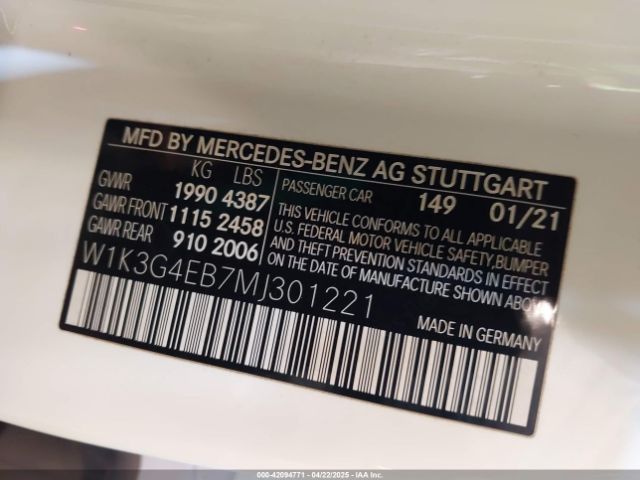 MFD BY MERCEDES-BENZ AG STUTTGART
KG LBS
GVWR 1990 4387
GAWR FRONT 1115 2458
GAWR REAR 910 2006
PASSENGER CAR 149 01/21
THIS VEHICLE CONFORMS TO ALL APPLICABLE
U.S. FEDERAL MOTOR VEHICLE SAFETY, BUMPER
AND THEFT PREVENTION STANDARDS IN EFFECT
ON THE DATE OF MANUFACTURE SHOWN ABOVE
W1K3G4EB7MJ301221
MADE IN GERMANY
000-42094771 - 04/22/2025 - IAA Inc.